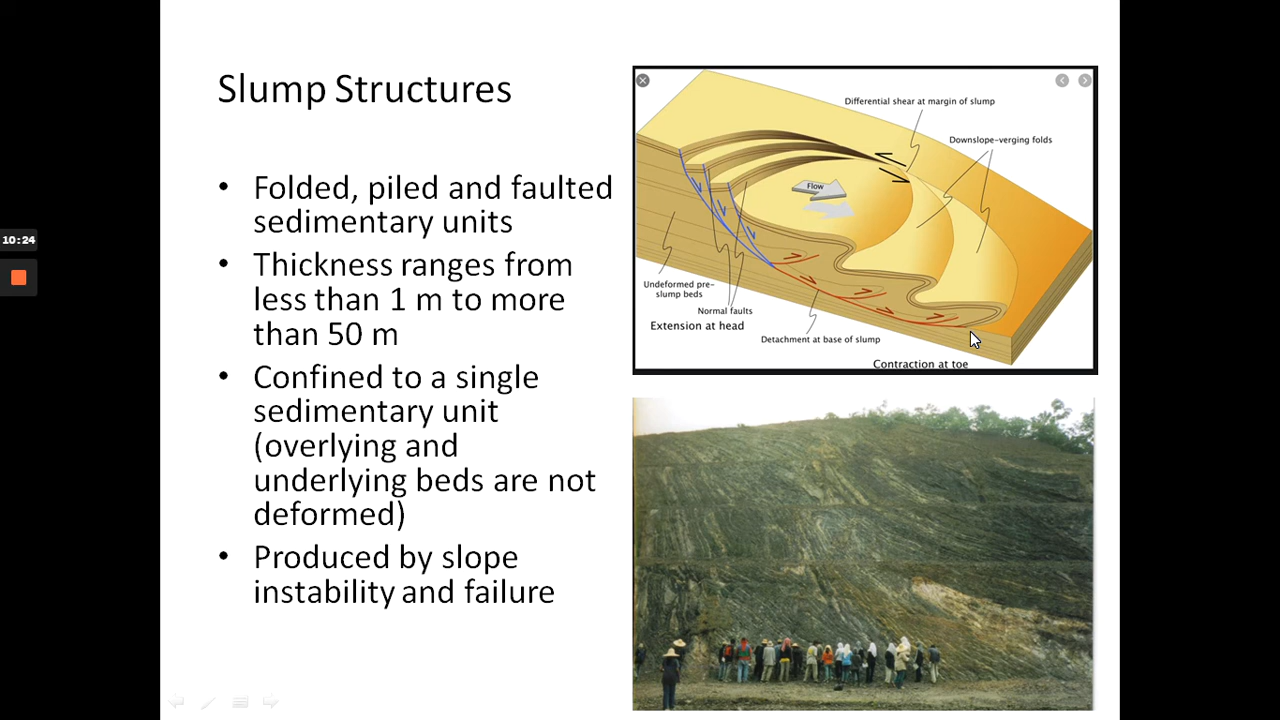 Slump Structures
• Folded, piled and faulted
sedimentary units
• Thickness ranges from
less than 1 m to more
than 50 m
• Confined to a single
sedimentary unit
(overlying and
underlying beds are not
deformed)
• Produced by slope
instability and failure
Differential shear at margin of slump
Downslope-verging folds
Flow
Undeformed pre-
slump beds
Normal faults
Extension at head
Detachment at base of slump
Contraction at toe
10:24